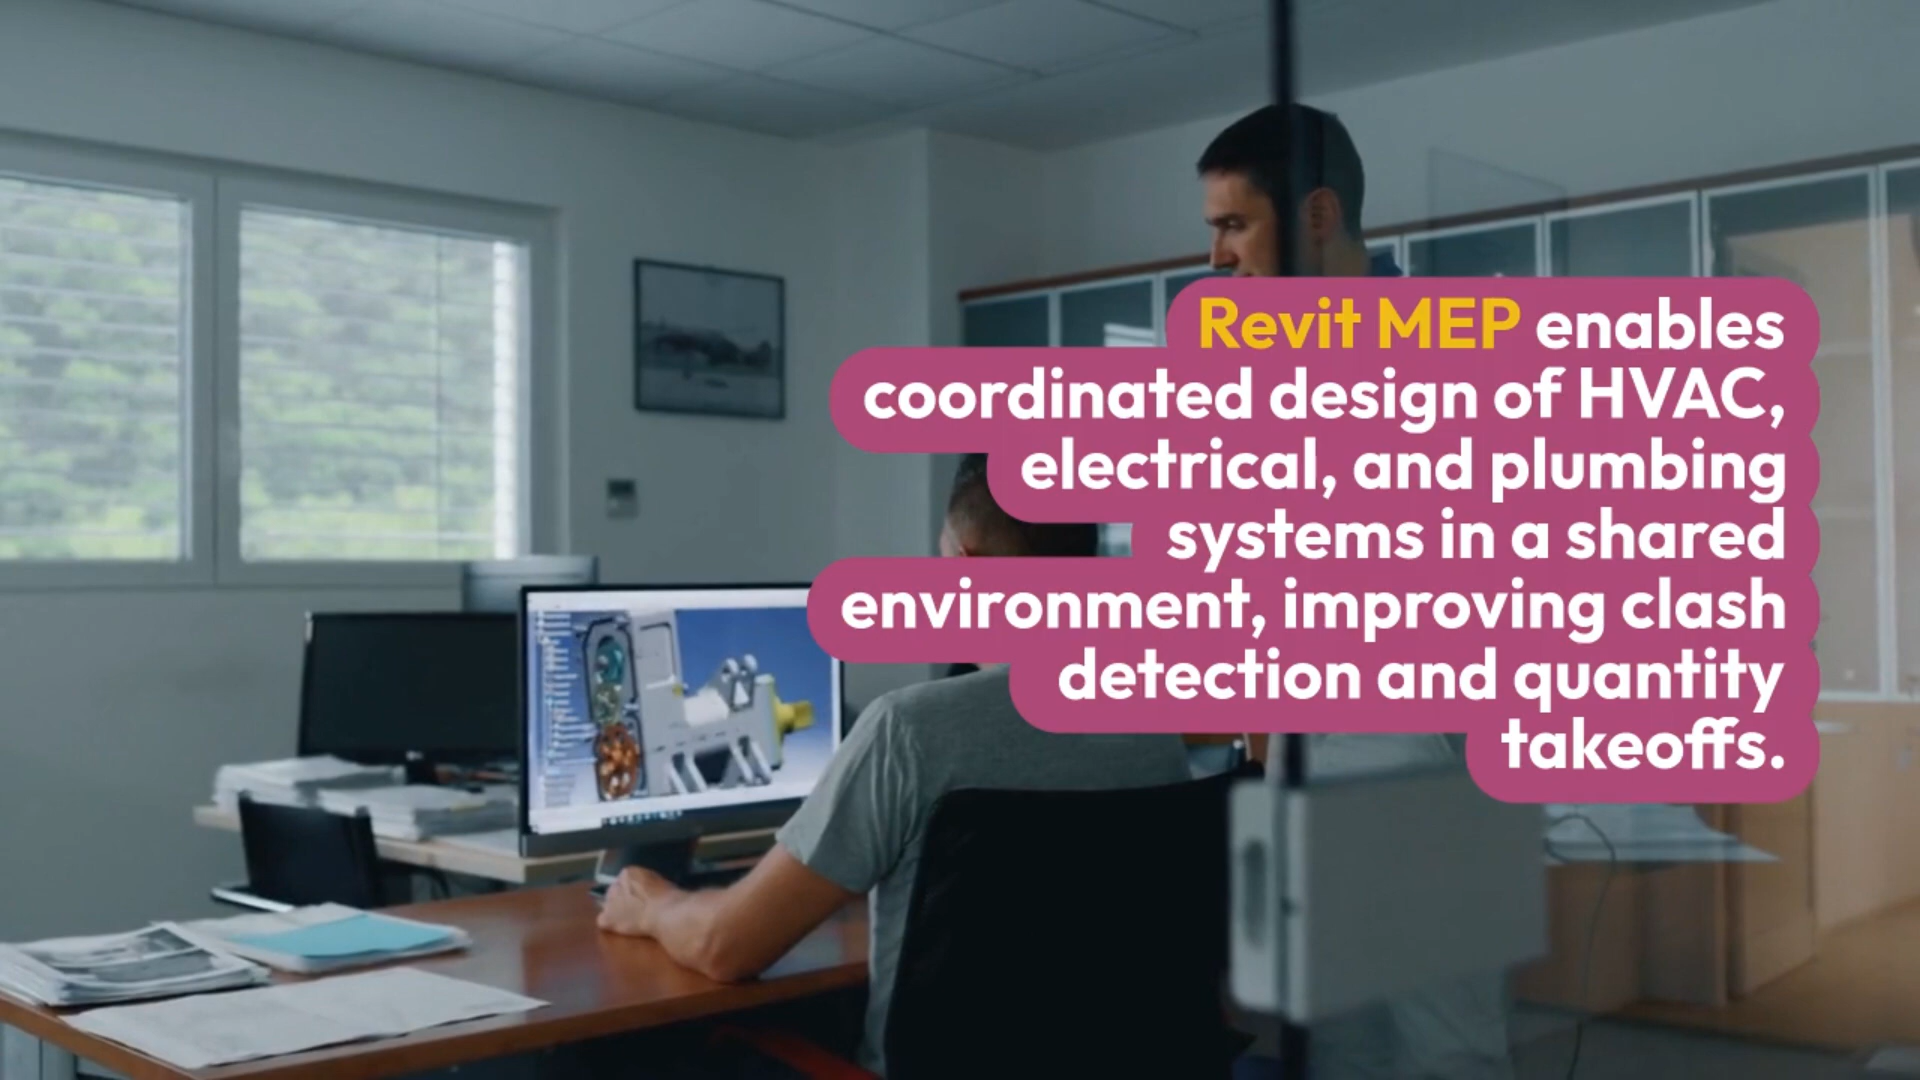 Revit MEP enables
coordinated design of HVAC,
electrical, and plumbing
systems in a shared
environment, improving clash
detection and quantity
takeoffs.